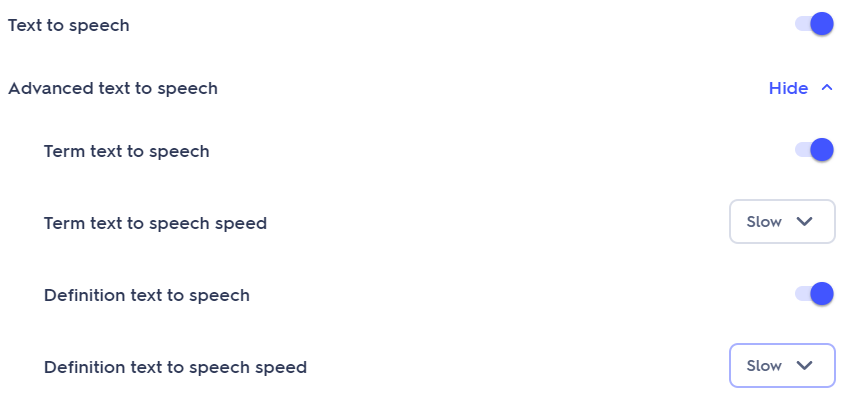 Text to speech
Advanced text to speech Hide
Term text to speech
Term text to speech speed Slow
Definition text to speech
Definition text to speech speed Slow